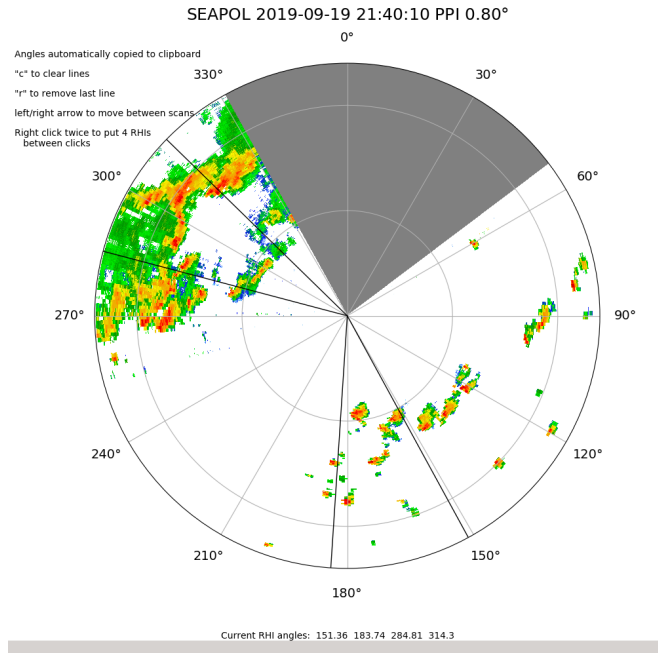 SEAPOL 2019-09-19 21:40:10 PPI 0.80°
0°
Angles automatically copied to clipboard
330°
30°
"c" to clear lines
"r" to remove last line
left/right arrow to move between scans
Right click twice to put 4 RHIs
between clicks
300°
60°
270°
90°
240°
120°
210°
150°
180°
Current RHI angles: 151.36 183.74 284.81 314.3